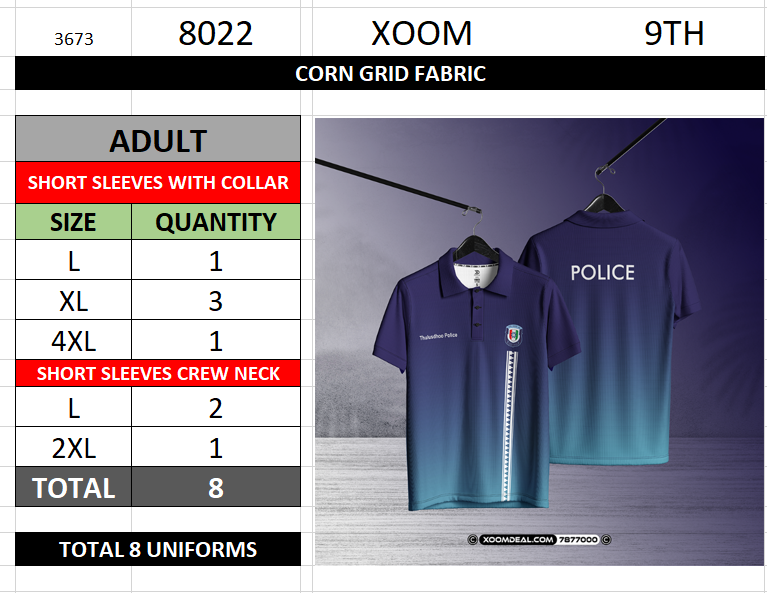 3673 8022 XOOM 9TH
CORN GRID FABRIC
ADULT
SHORT SLEEVES WITH COLLAR
SIZE QUANTITY
L 1
XL 3
4XL 1
SHORT SLEEVES CREW NECK
L 2
2XL 1
TOTAL 8
TOTAL 8 UNIFORMS
POLICE
Thulusdhoo Police
XOOMDEAL.COM 7877000